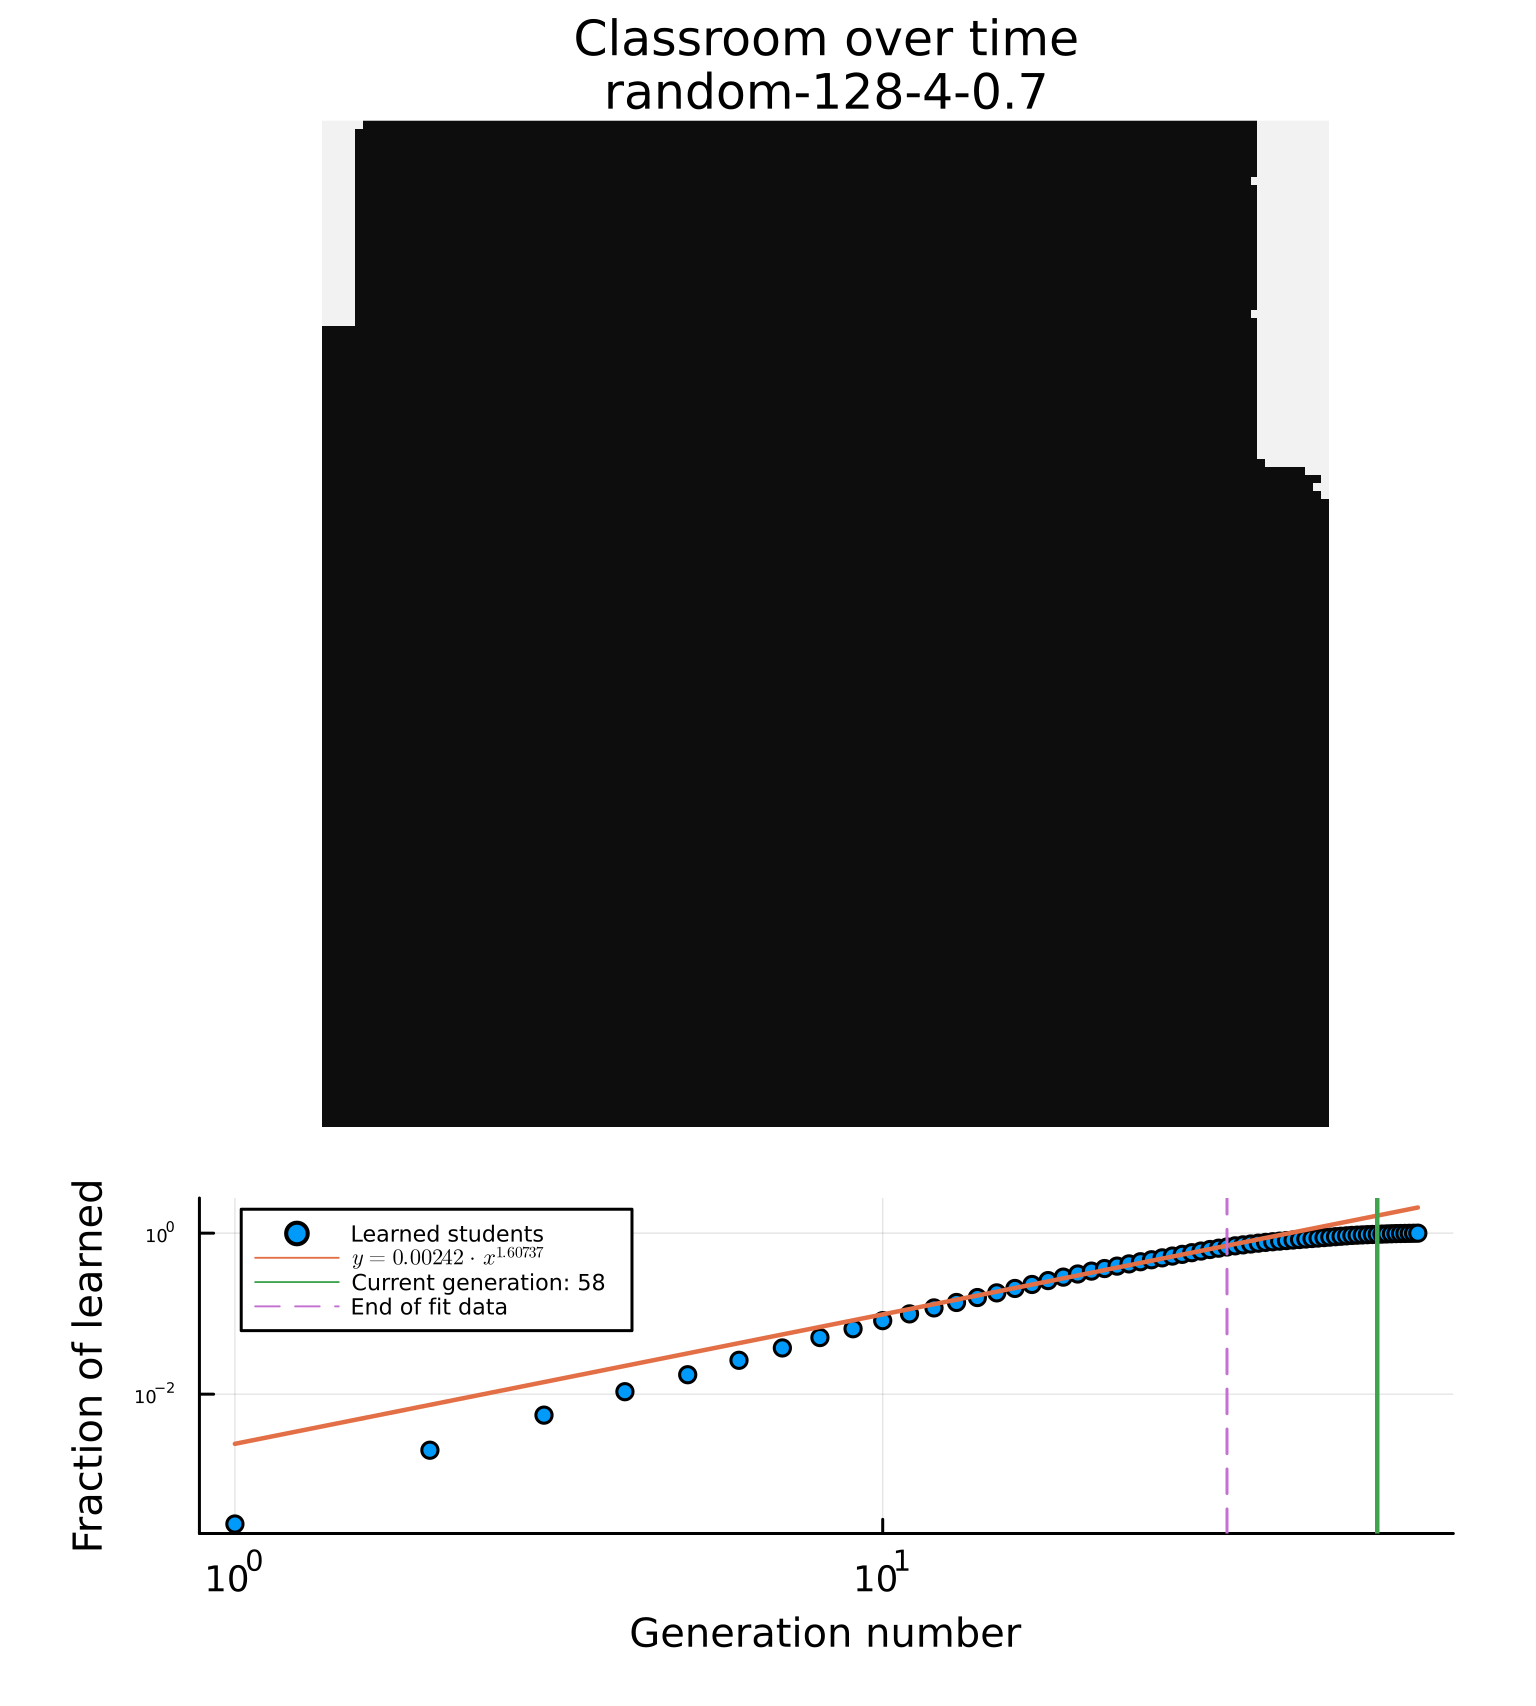 Classroom over time
random-128-4-0.7
Fraction of learned
10^0
10^-2
Learned students
y = 0.00242 · x^1.60737
Current generation: 58
End of fit data
10^0
10^1
Generation number